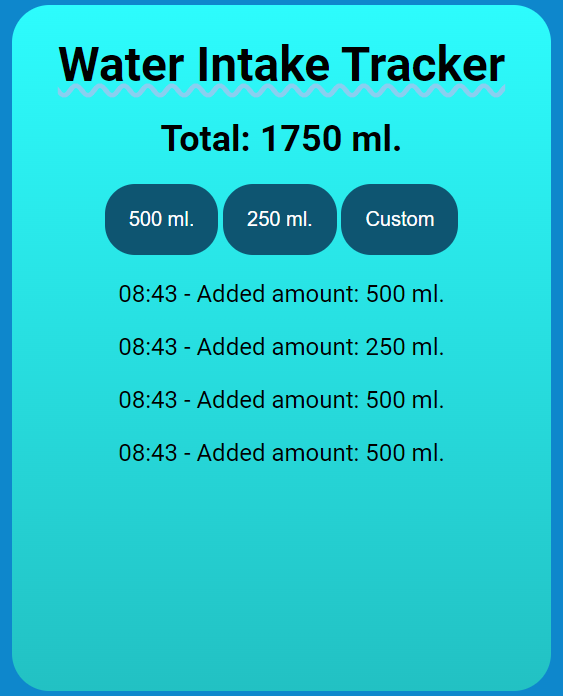 Water Intake Tracker
Total: 1750 ml.
500 ml. 250 ml. Custom
08:43 - Added amount: 500 ml.
08:43 - Added amount: 250 ml.
08:43 - Added amount: 500 ml.
08:43 - Added amount: 500 ml.